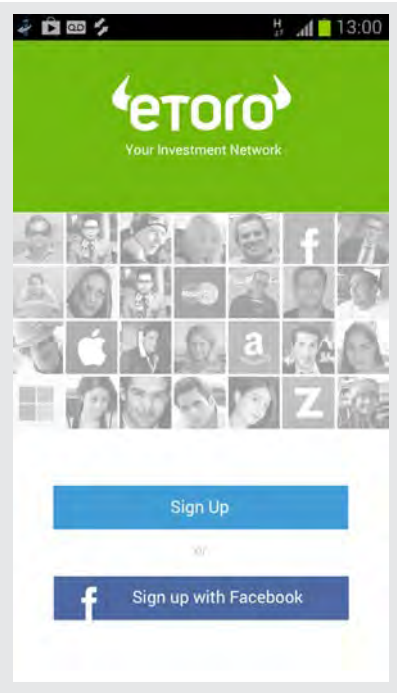 H
13:00
eToro
Your Investment Network
f
a
Z
Sign Up
or
f
Sign up with Facebook